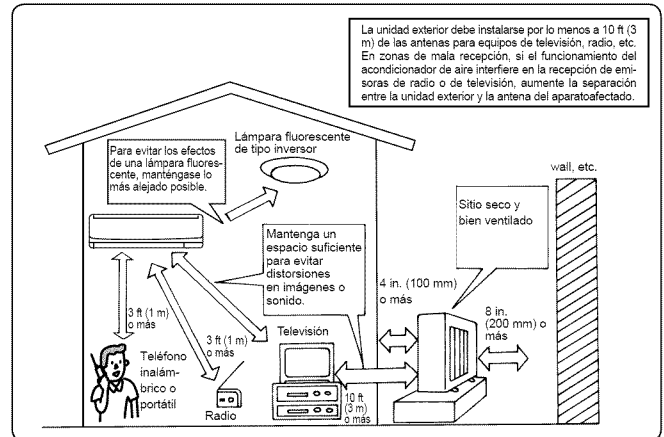 La unidad exterior debe instalarse por lo menos a 10 ft (3
m) de las antenas para equipos de televisión, radio, etc.
En zonas de mala recepción, si el funcionamiento del
acondicionador de aire interfiere en la recepción de emi-
soras de radio o de televisión, aumente la separación
entre la unidad exterior y la antena del aparatoafectado.
Para evitar los efectos
de una lámpara fluores-
cente, manténgase lo
más alejado posible.
Lámpara fluorescente
de tipo inversor
wall, etc.
Sitio seco y
bien ventilado
Mantenga un
espacio suficiente
para evitar
distorsiones
en imágenes o
sonido.
4 in. (100 mm)
o más
8 in.
(200 mm) o
más
3 ft (1 m)
o más
3 ft (1 m)
o más
Televisión
Teléfono
inalám-
brico o
portátil
Radio
10 ft
(3 m)
o más